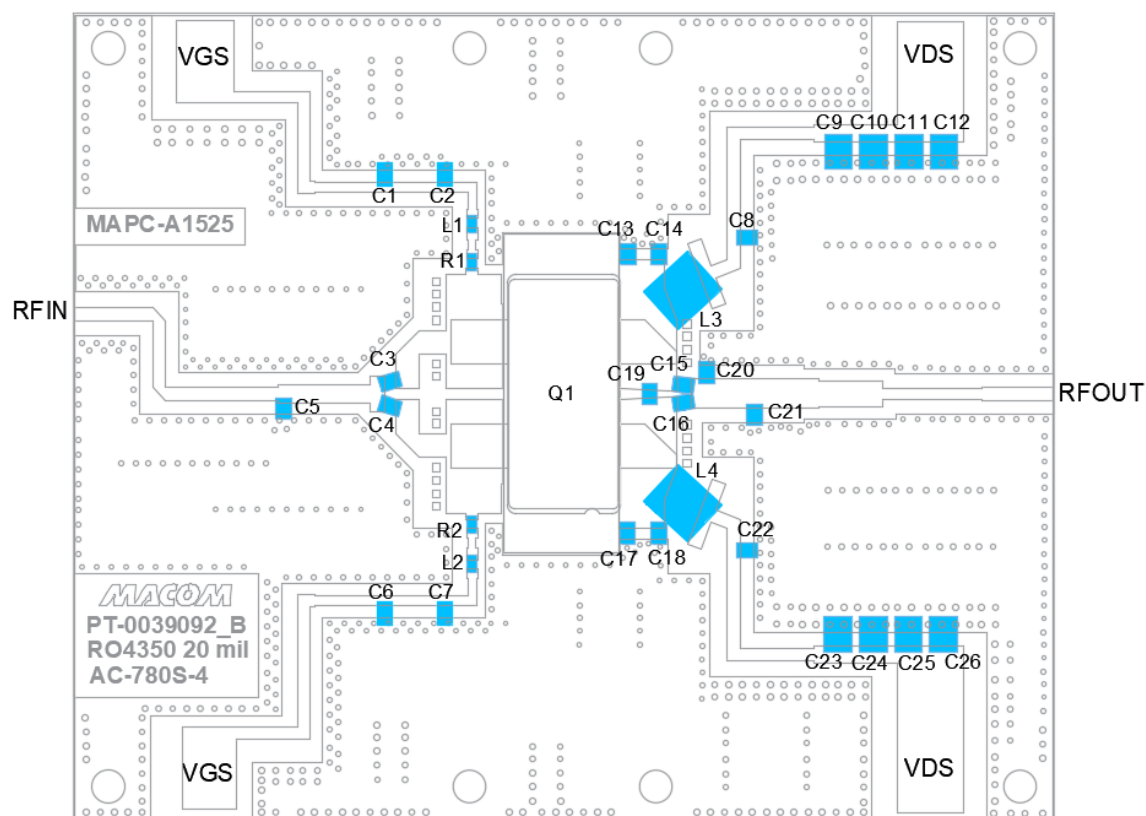 VGS
VDS
C9 C10 C11 C12
C1 C2
MAPC-A1525
L1
C13 C14
C8
R1
RFIN
L3
C3
C15
C20
C19
Q1
RFOUT
C5
C4
C16
C21
L4
R2
C17 C18
C22
L2
C6 C7
MACOM
PT-0039092_B
RO4350 20 mil
AC-780S-4
C23 C24 C25 C26
VGS
VDS